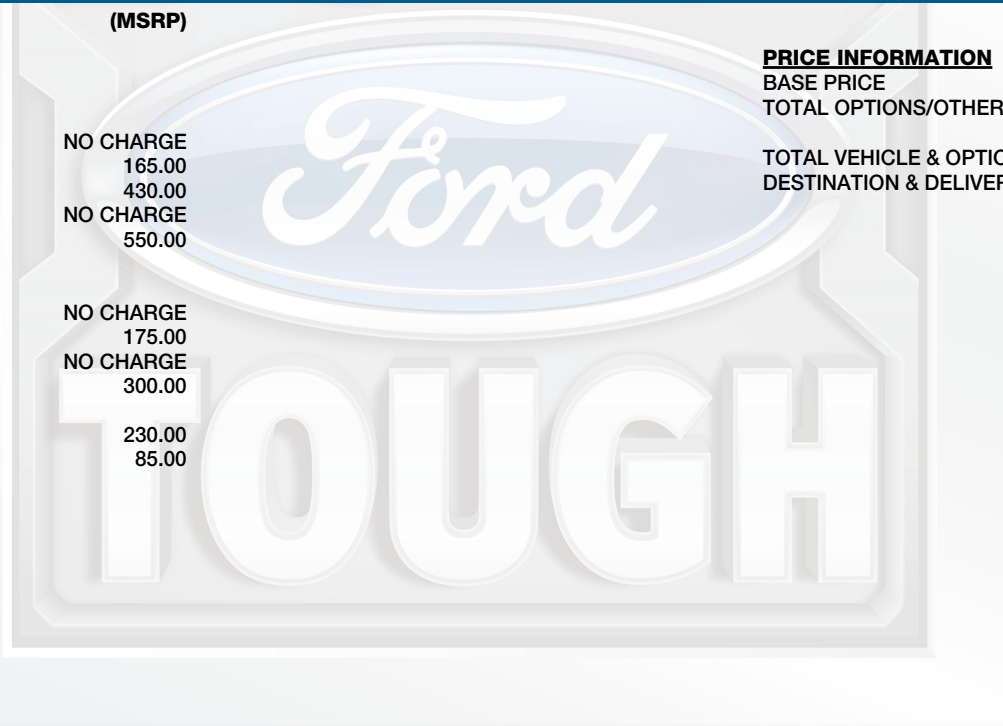 (MSRP)
NO CHARGE
165.00
430.00
NO CHARGE
550.00
NO CHARGE
175.00
NO CHARGE
300.00
230.00
85.00
PRICE INFORMATION
BASE PRICE
TOTAL OPTIONS/OTHER
TOTAL VEHICLE & OPTIO
DESTINATION & DELIVER
Ford
TOUGH